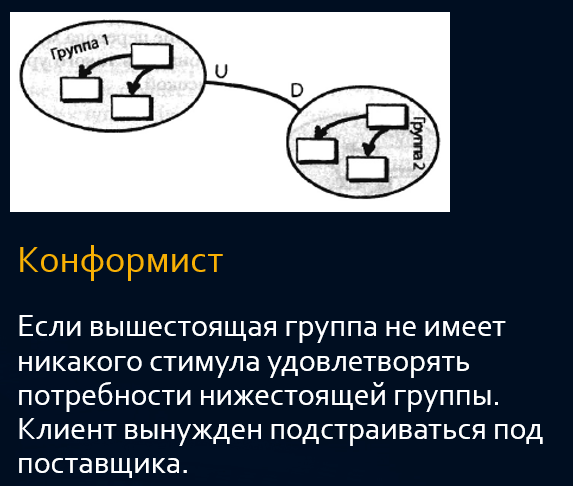 Группа 1
U
D
Группа 2
Конформист
Если вышестоящая группа не имеет
никакого стимула удовлетворять
потребности нижестоящей группы.
Клиент вынужден подстраиваться под
поставщика.